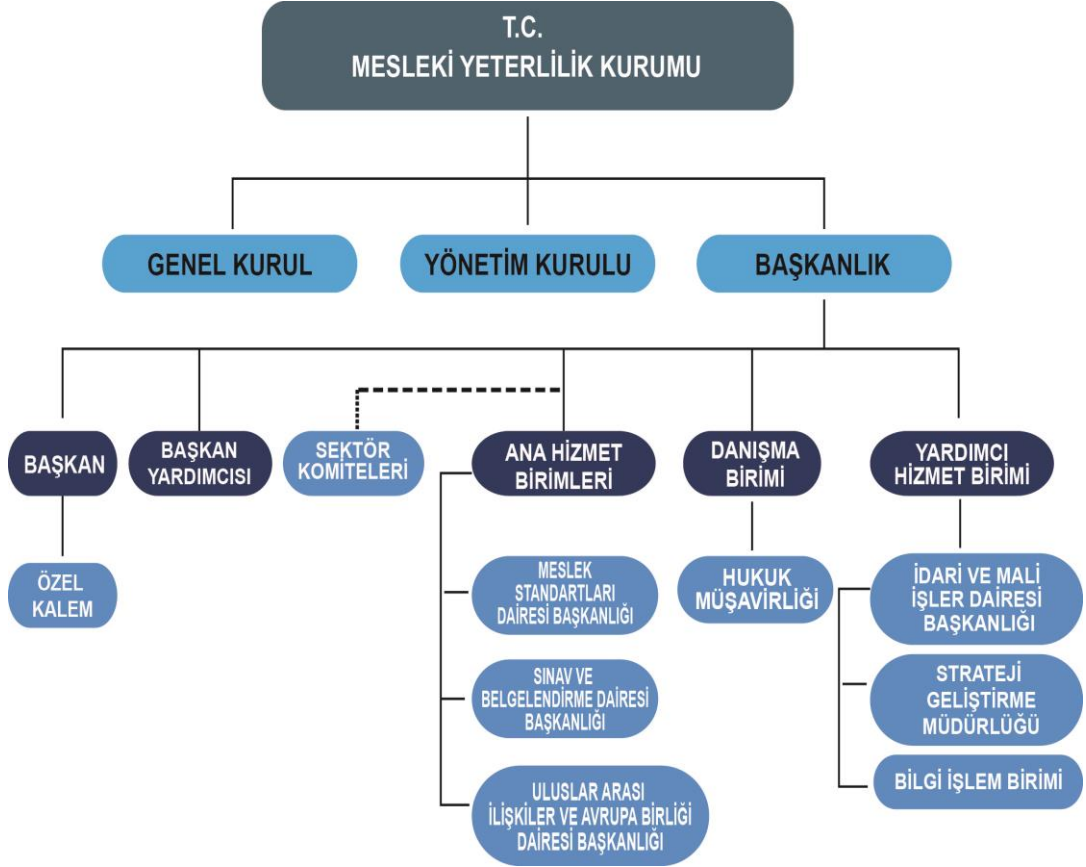 T.C.
MESLEKİ YETERLİLİK KURUMU
GENEL KURUL
YÖNETİM KURULU
BAŞKANLIK
BAŞKAN
BAŞKAN
YARDIMCISI
SEKTÖR
KOMİTELERİ
ANA HİZMET
BİRİMLERİ
DANIŞMA
BİRİMİ
YARDIMCI
HİZMET BİRİMİ
ÖZEL
KALEM
MESLEK
STANDARTLARI
DAİRESİ BAŞKANLIĞI
SINAV VE
BELGELENDİRME DAİRESİ
BAŞKANLIĞI
ULUSLAR ARASI
İLİŞKİLER VE AVRUPA BİRLİĞİ
DAİRESİ BAŞKANLIĞI
HUKUK
MÜŞAVİRLİĞİ
İDARİ VE MALİ
İŞLER DAİRESİ
BAŞKANLIĞI
STRATEJİ
GELİŞTİRME
MÜDÜRLÜĞÜ
BİLGİ İŞLEM BİRİMİ